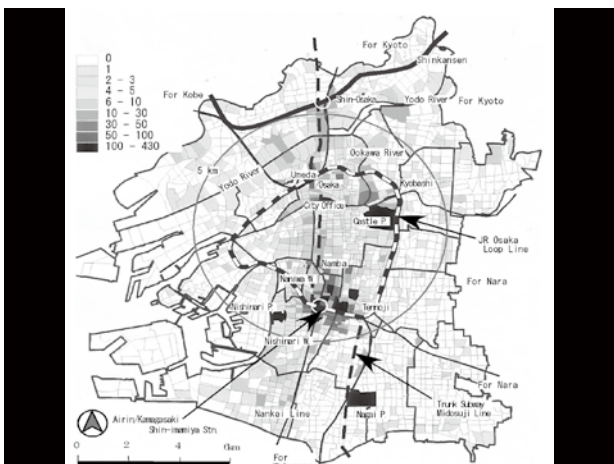 0
1
2 - 3
4 - 5
6 - 10
10 - 30
30 - 50
50 - 100
100 - 430
For Kyoto
Shinkansen
For Kobe
Shin-Osaka
Yodo River
For Kyoto
5 km
Ookawa River
Yodo River
Umeda
Osaka
Kyobashi
City Office
Castle P
JR Osaka
Loop Line
Namba
For Nara
Naniwa W
Nishinari P
Tennoji
Nishinari W
For Nara
Trunk Subway
Midosuji Line
Airin/Kamagasaki
Shin-imamiya Stn.
Nankai Line
Nagai P
0 2 4 6km
For